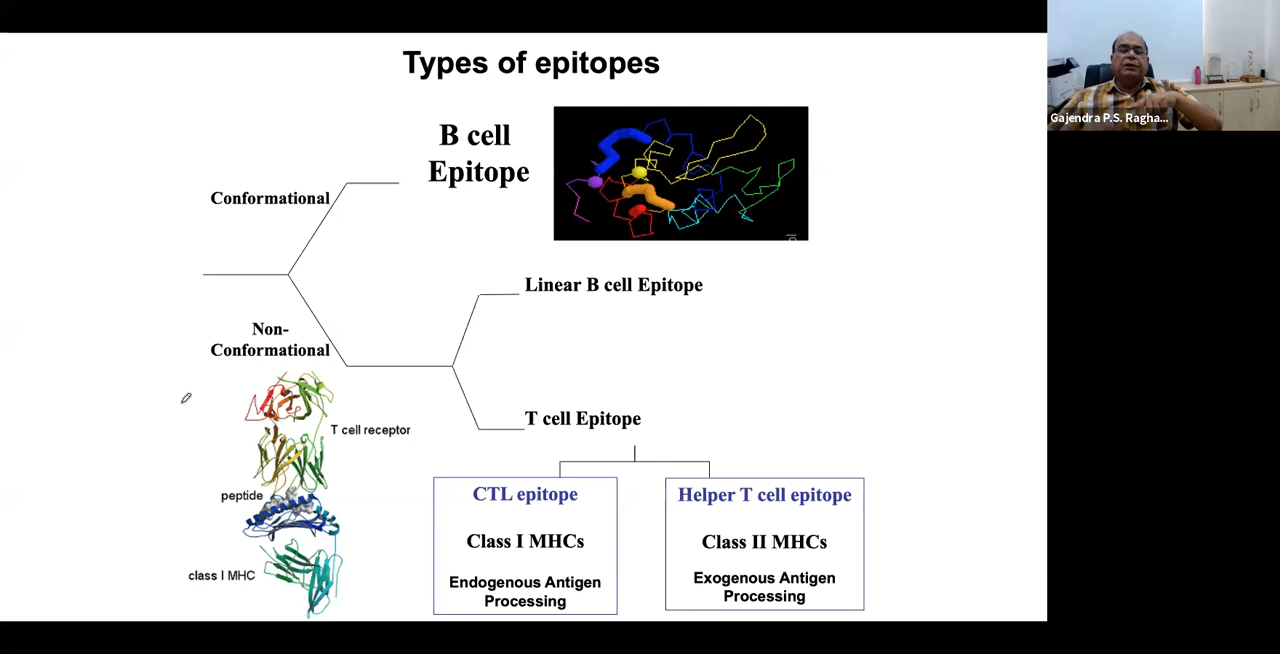 Types of epitopes
Gajendra P.S. Ragha...
B cell
Epitope
Conformational
Linear B cell Epitope
Non-
Conformational
T cell Epitope
T cell receptor
peptide
class I MHC
CTL epitope
Class I MHCs
Endogenous Antigen
Processing
Helper T cell epitope
Class II MHCs
Exogenous Antigen
Processing